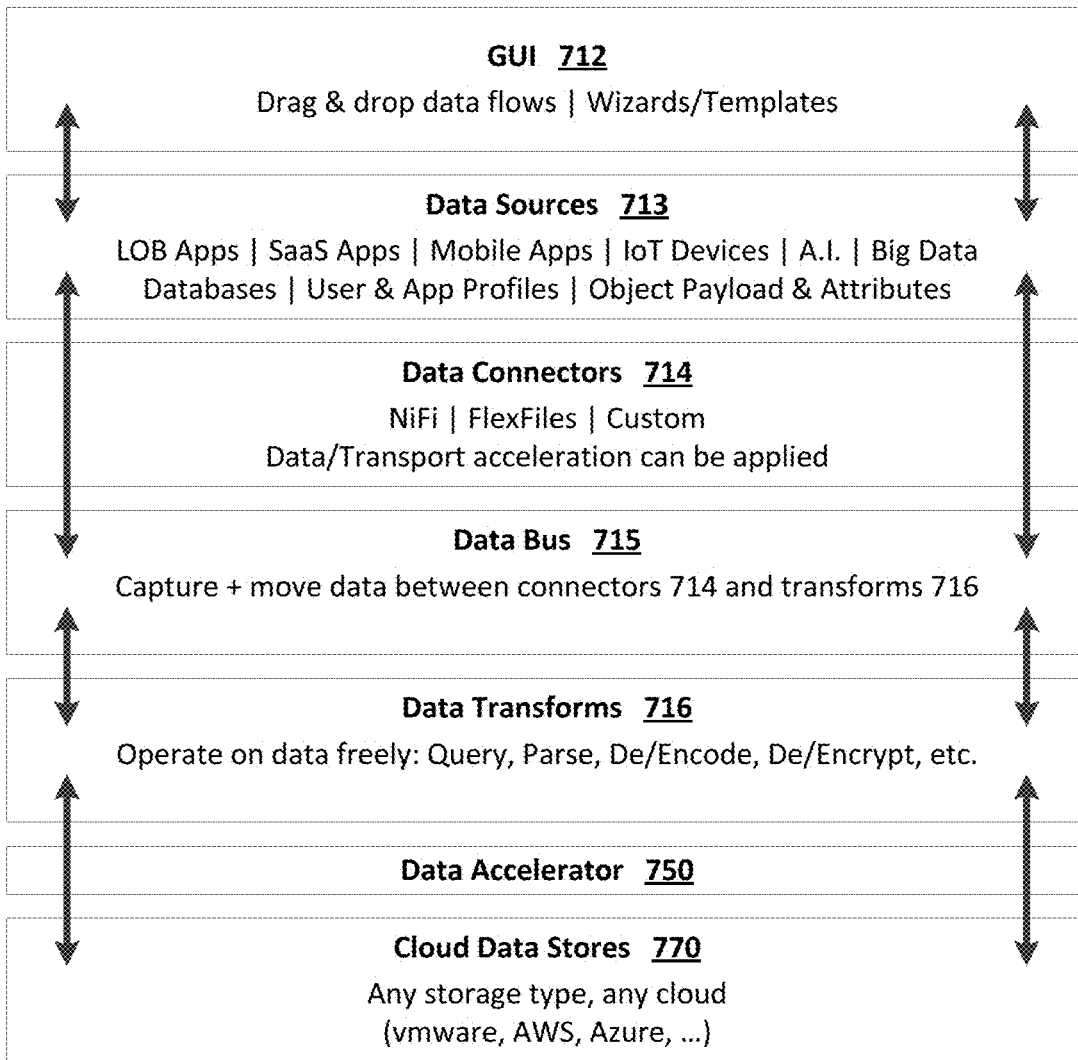 GUI 712
Drag & drop data flows | Wizards/Templates
Data Sources 713
LOB Apps | SaaS Apps | Mobile Apps | IoT Devices | A.I. | Big Data
Databases | User & App Profiles | Object Payload & Attributes
Data Connectors 714
NiFi | FlexFiles | Custom
Data/Transport acceleration can be applied
Data Bus 715
Capture + move data between connectors 714 and transforms 716
Data Transforms 716
Operate on data freely: Query, Parse, De/Encode, De/Encrypt, etc.
Data Accelerator 750
Cloud Data Stores 770
Any storage type, any cloud
(vmware, AWS, Azure, ...)